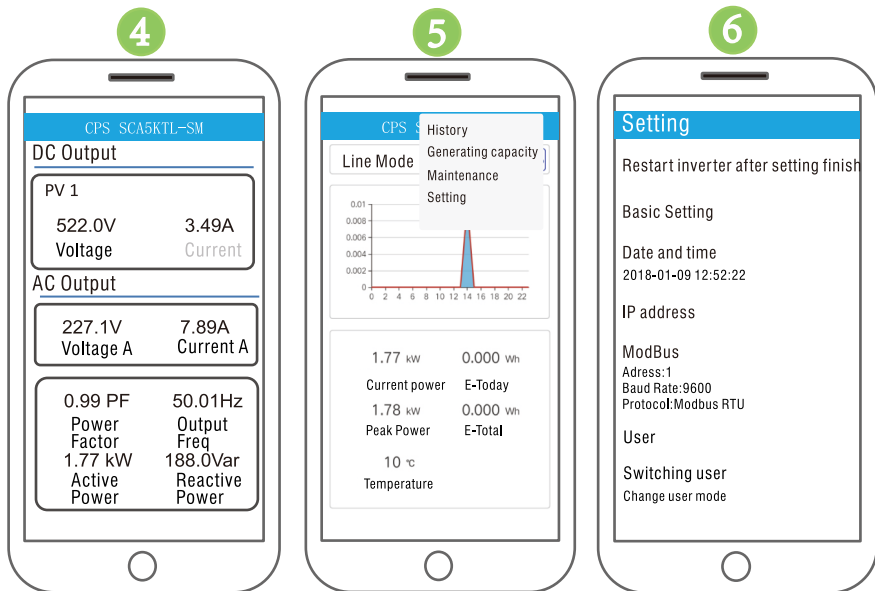 4
CPS SCA5KTL-SM
DC Output
PV 1
522.0V 3.49A
Voltage Current
AC Output
227.1V 7.89A
Voltage A Current A
0.99 PF 50.01Hz
Power Factor Output Freq
1.77 kW 188.0Var
Active Power Reactive Power
5
CPS S
History
Generating capacity
Maintenance
Setting
Line Mode
0.01
0.008
0.006
0.004
0.002
0
0 2 4 6 8 10 12 14 16 18 20 22
1.77 kW 0.000 Wh
Current power E-Today
1.78 kW 0.000 Wh
Peak Power E-Total
10 ℃
Temperature
6
Setting
Restart inverter after setting finish
Basic Setting
Date and time
2018-01-09 12:52:22
IP address
ModBus
Adress:1
Baud Rate:9600
Protocol:Modbus RTU
User
Switching user
Change user mode